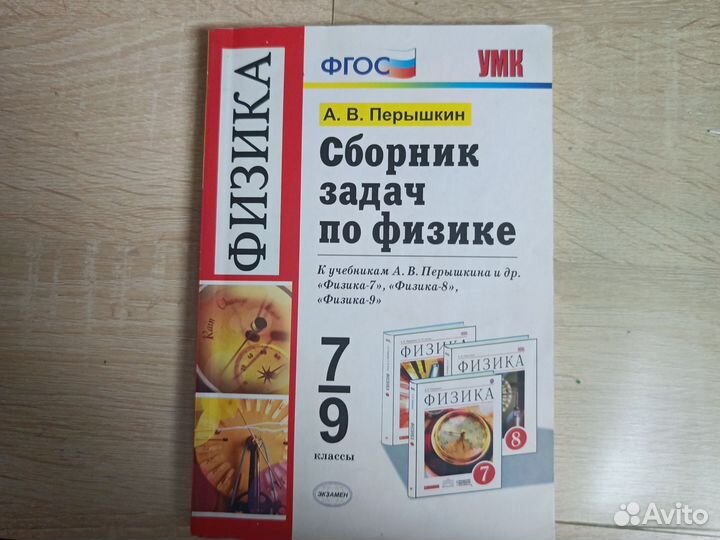 ФИЗИКА
ФГОС
УМК
А. В. Перышкин
Сборник
задач
по физике
К учебникам А. В. Перышкина и др.
«Физика-7», «Физика-8»,
«Физика-9»
7
9
классы
ФИЗИКА
ФИЗИКА
8
ФИЗИКА
7
ЭКЗАМЕН
Avito